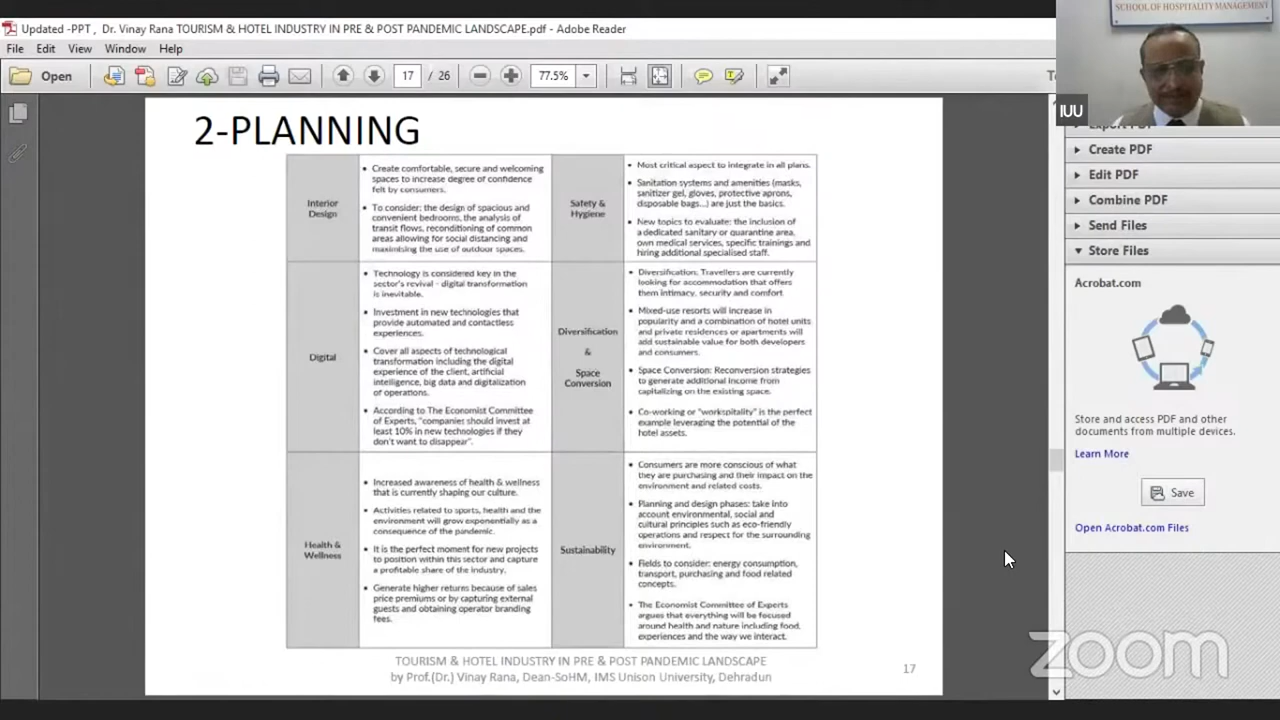 SCHOOL OF HOSPITALITY MANAGEMENT
Updated -PPT , Dr. Vinay Rana TOURISM & HOTEL INDUSTRY IN PRE & POST PANDEMIC LANDSCAPE.pdf - Adobe Reader
File Edit View Window Help
Open 17 / 26 77.5%
IUU
Create PDF
Edit PDF
Combine PDF
Send Files
Store Files
Acrobat.com
Store and access PDF and other
documents from multiple devices.
Learn More
Save
Open Acrobat.com Files
2-PLANNING
Interior
Design
• Create comfortable, secure and welcoming
spaces to increase degree of confidence
felt by consumers.
• To consider: the design of spacious and
convenient bedrooms, the analysis of
transit flows, reconditioning of common
areas allowing for social distancing and
maximising the use of outdoor spaces.
Safety &
Hygiene
• Most critical aspect to integrate in all plans.
• Sanitation systems and amenities (masks,
sanitizer gel, gloves, protective aprons,
disposable bags...) are just the basics.
• New topics to evaluate: the inclusion of
a dedicated sanitary or quarantine area,
own medical services, specific trainings and
hiring additional specialised staff.
Digital
• Technology is considered key in the
sector's revival - digital transformation
is inevitable.
• Investment in new technologies that
provide automated and contactless
experiences.
• Cover all aspects of technological
transformation including the digital
experience of the client, artificial
intelligence, big data and digitalization
of operations.
• According to The Economist Committee
of Experts, "companies should invest at
least 10% in new technologies if they
don't want to disappear".
Diversification
&
Space
Conversion
• Diversification. Travellers are currently
looking for accommodation that offers
them intimacy, security and comfort.
• Mixed-use resorts will increase in
popularity and a combination of hotel units
and private residences or apartments will
add sustainable value for both developers
and consumers.
• Space Conversion: Reconversion strategies
to generate additional income from
capitalizing on the existing space.
• Co-working or "workspitality" is the perfect
example leveraging the potential of the
hotel assets.
Health &
Wellness
• Increased awareness of health & wellness
that is currently shaping our culture.
• Activities related to sports, health and the
environment will grow exponentially as a
consequence of the pandemic.
• It is the perfect moment for new projects
to position within this sector and capture
a profitable share of the industry.
• Generate higher returns because of sales
price premiums or by capturing external
guests and obtaining operator branding
fees.
Sustainability
• Consumers are more conscious of what
they are purchasing and their impact on the
environment and related costs.
• Planning and design phases: take into
account environmental, social and
cultural principles such as eco-friendly
operations and respect for the surrounding
environment.
• Fields to consider: energy consumption,
transport, purchasing and food related
concepts.
• The Economist Committee of Experts
argues that everything will be focused
around health and nature including food,
experiences and the way we interact.
TOURISM & HOTEL INDUSTRY IN PRE & POST PANDEMIC LANDSCAPE
by Prof.(Dr.) Vinay Rana, Dean-SoHM, IMS Unison University, Dehradun
17
zoom